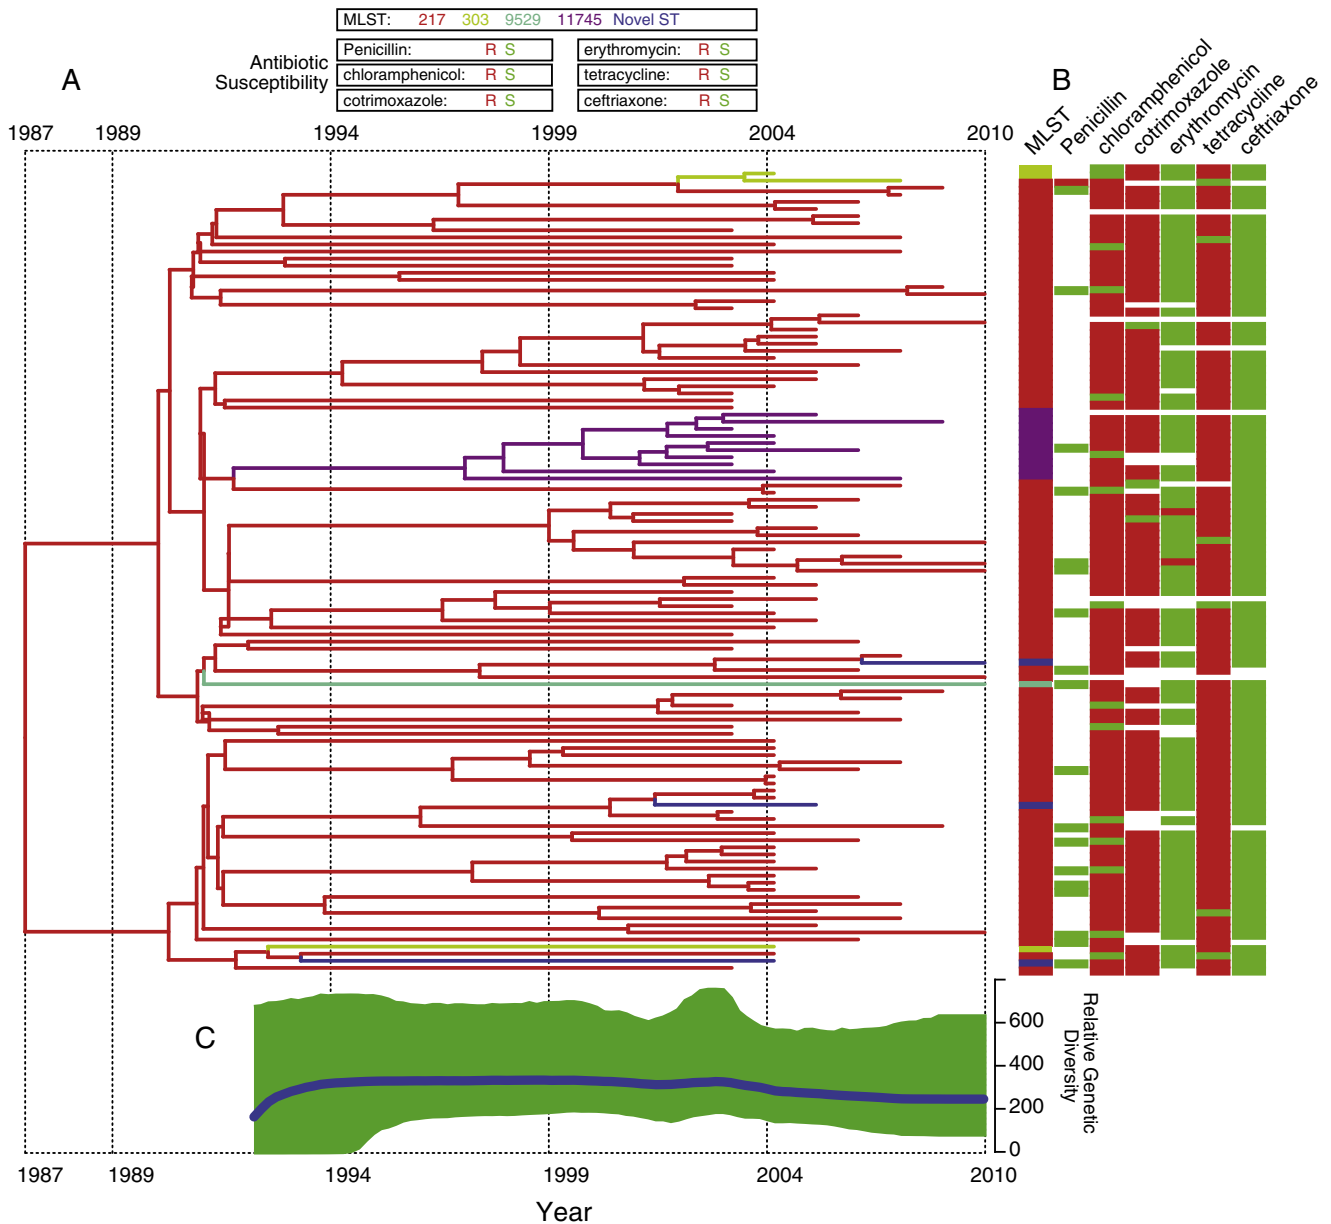 MLST: 217 303 9529 11745 Novel ST
Antibiotic
Susceptibility
Penicillin: R S
erythromycin: R S
chloramphenicol: R S
tetracycline: R S
cotrimoxazole: R S
ceftriaxone: R S
A
B
1987 1989 1994 1999 2004 2010
MLST
Penicillin
chloramphenicol
cotrimoxazole
erythromycin
tetracycline
ceftriaxone
C
600
400
200
0
Relative Genetic
Diversity
1987 1989 1994 1999 2004 2010
Year